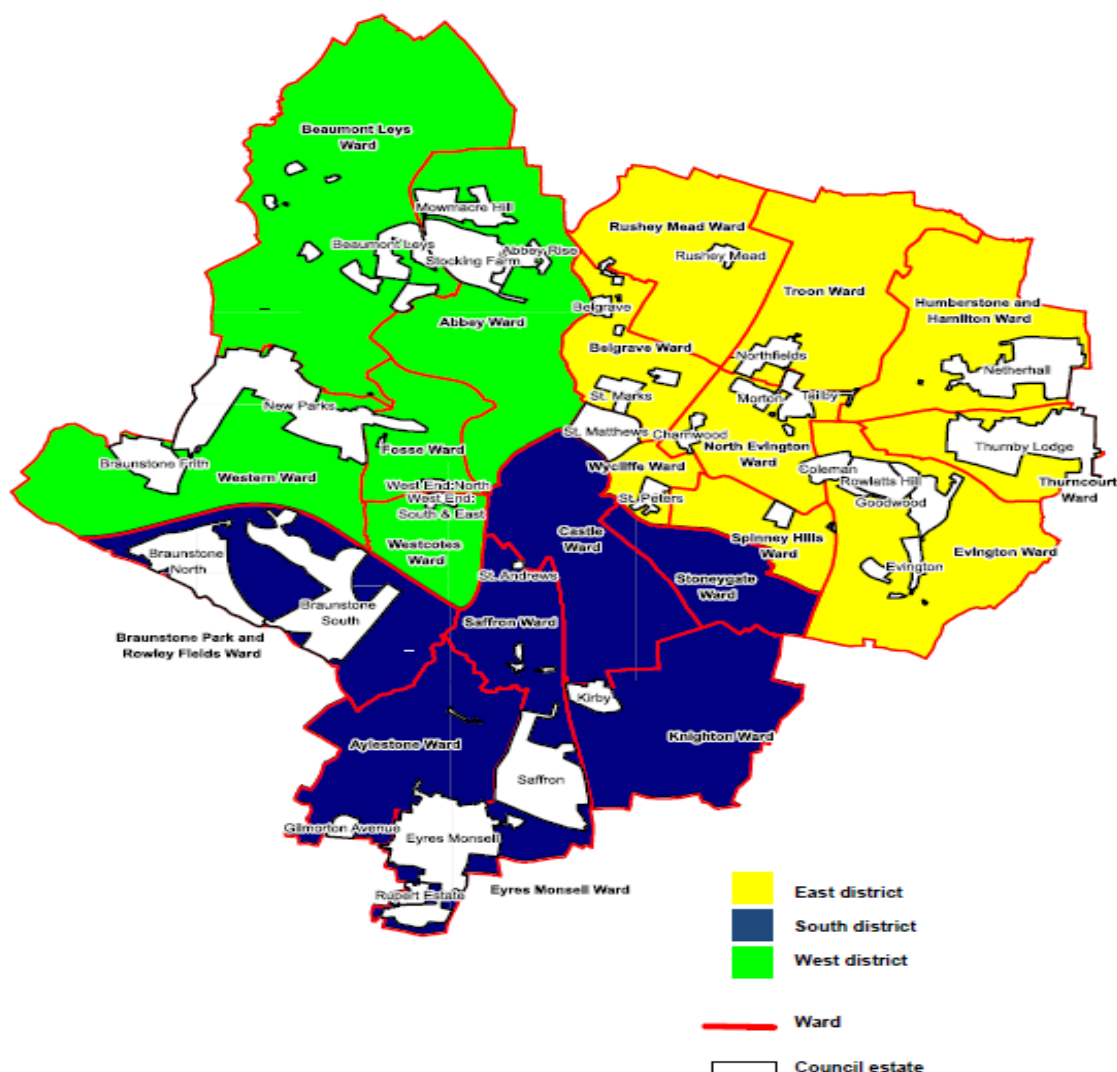 Beaumont Leys
Ward
Mowmacre Hill
Beaumont Leys
Stocking Farm
Abbey Rise
Abbey Ward
Rushey Mead Ward
Rushey Mead
Troon Ward
Humberstone and
Hamilton Ward
Belgrave
Belgrave Ward
Northfields
Netherhall
New Parks
St. Marks
Morton
Tailby
St. Matthews
Charnwood
North Evington
Ward
Thurnby Lodge
Thurncourt
Ward
Braunstone Frith
Western Ward
Fosse Ward
West End: North
West End:
South & East
Westcotes
Ward
Wycliffe Ward
St. Peters
Coleman
Rowlatts Hill
Goodwood
Spinney Hills
Ward
Evington Ward
Evington
Castle
Ward
Stoneygate
Ward
Braunstone
North
Braunstone
South
Braunstone Park and
Rowley Fields Ward
St. Andrews
Saffron Ward
Kirby
Knighton Ward
Aylestone Ward
Saffron
Gilmorton Avenue
Eyres Monsell
Rupert Estate
Eyres Monsell Ward
East district
South district
West district
Ward
Council estate